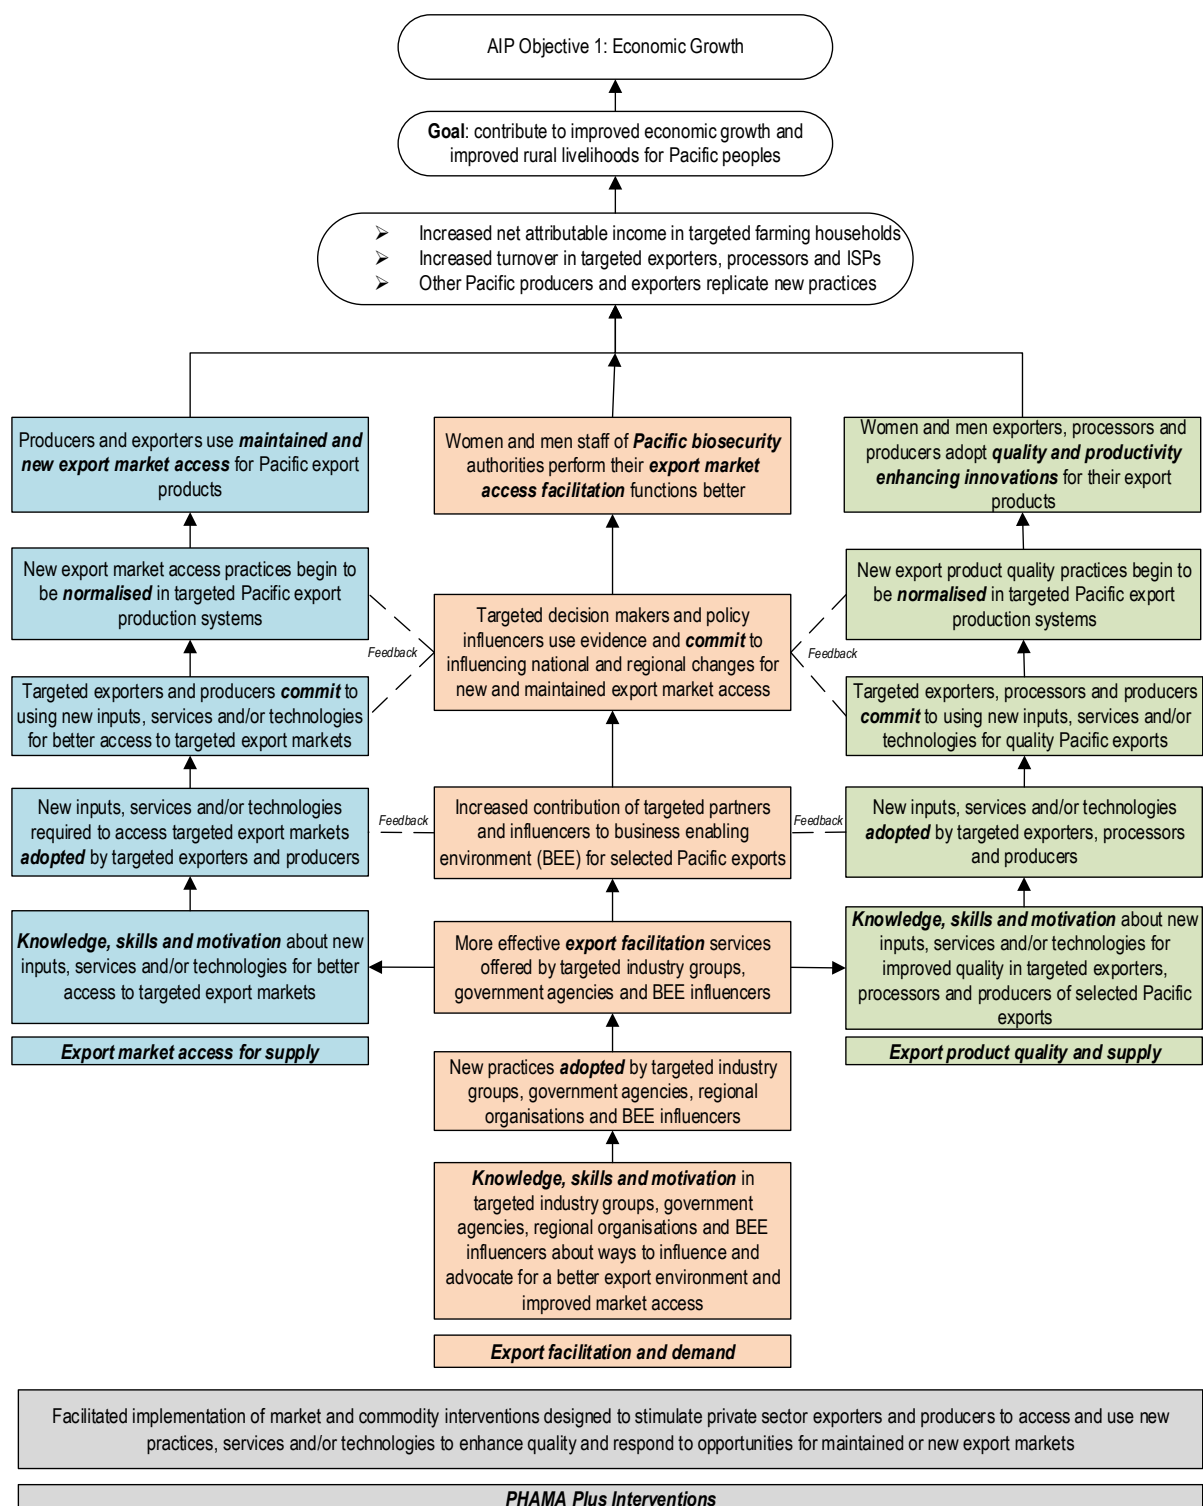 AIP Objective 1: Economic Growth
Goal: contribute to improved economic growth and
improved rural livelihoods for Pacific peoples
➢ Increased net attributable income in targeted farming households
➢ Increased turnover in targeted exporters, processors and ISPs
➢ Other Pacific producers and exporters replicate new practices
Producers and exporters use maintained and
new export market access for Pacific export
products
Women and men staff of Pacific biosecurity
authorities perform their export market
access facilitation functions better
Women and men exporters, processors and
producers adopt quality and productivity
enhancing innovations for their export
products
New export market access practices begin to
be normalised in targeted Pacific export
production systems
Targeted decision makers and policy
influencers use evidence and commit to
influencing national and regional changes for
new and maintained export market access
New export product quality practices begin to
be normalised in targeted Pacific export
production systems
Feedback
Feedback
Targeted exporters and producers commit to
using new inputs, services and/or technologies
for better access to targeted export markets
Targeted exporters, processors and producers
commit to using new inputs, services and/or
technologies for quality Pacific exports
New inputs, services and/or technologies
required to access targeted export markets
adopted by targeted exporters and producers
Feedback
Increased contribution of targeted partners
and influencers to business enabling
environment (BEE) for selected Pacific exports
Feedback
New inputs, services and/or technologies
adopted by targeted exporters, processors
and producers
Knowledge, skills and motivation about new
inputs, services and/or technologies for better
access to targeted export markets
More effective export facilitation services
offered by targeted industry groups,
government agencies and BEE influencers
Knowledge, skills and motivation about new
inputs, services and/or technologies for
improved quality in targeted exporters,
processors and producers of selected Pacific
exports
Export market access for supply
Export product quality and supply
New practices adopted by targeted industry
groups, government agencies, regional
organisations and BEE influencers
Knowledge, skills and motivation in
targeted industry groups, government
agencies, regional organisations and BEE
influencers about ways to influence and
advocate for a better export environment and
improved market access
Export facilitation and demand
Facilitated implementation of market and commodity interventions designed to stimulate private sector exporters and producers to access and use new
practices, services and/or technologies to enhance quality and respond to opportunities for maintained or new export markets
PHAMA Plus Interventions